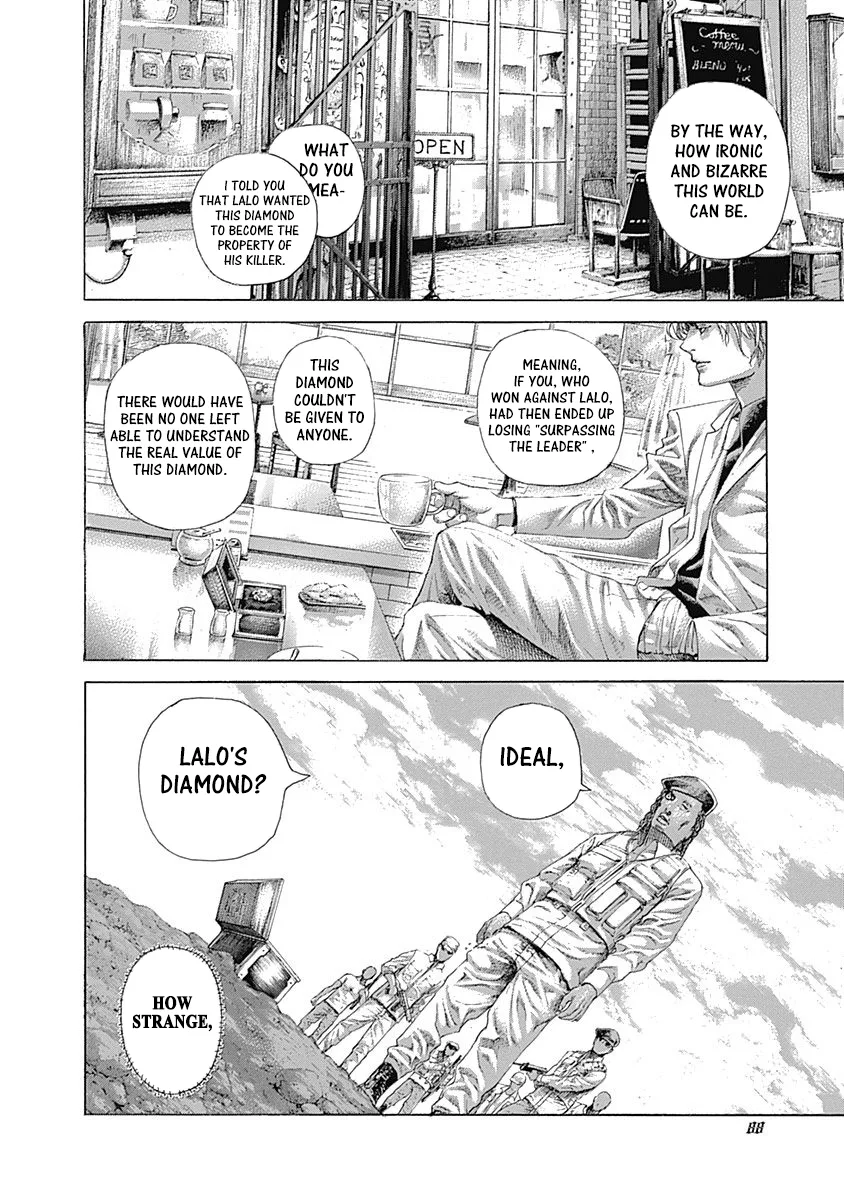 Coffee
menu
BLEND
BY THE WAY,
HOW IRONIC
AND BIZARRE
THIS WORLD
CAN BE.
OPEN
WHAT
DO YOU
MEA-
I TOLD YOU
THAT LALO WANTED
THIS DIAMOND
TO BECOME THE
PROPERTY OF
HIS KILLER.
MEANING,
IF YOU, WHO
WON AGAINST LALO,
HAD THEN ENDED UP
LOSING "SURPASSING
THE LEADER" ,
THIS
DIAMOND
COULDN'T
BE GIVEN TO
ANYONE.
THERE WOULD HAVE
BEEN NO ONE LEFT
ABLE TO UNDERSTAND
THE REAL VALUE OF
THIS DIAMOND.
IDEAL,
LALO'S
DIAMOND?
HOW
STRANGE,
88